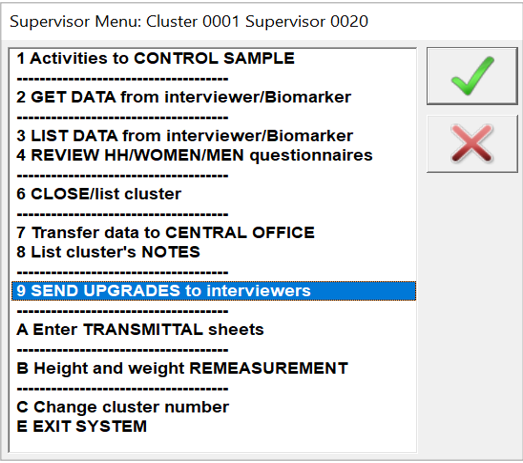 Supervisor Menu: Cluster 0001 Supervisor 0020
1 Activities to CONTROL SAMPLE
-----------------------------------
2 GET DATA from interviewer/Biomarker
-----------------------------------
3 LIST DATA from interviewer/Biomarker
4 REVIEW HH/WOMEN/MEN questionnaires
-----------------------------------
6 CLOSE/list cluster
-----------------------------------
7 Transfer data to CENTRAL OFFICE
8 List cluster's NOTES
-----------------------------------
9 SEND UPGRADES to interviewers
-----------------------------------
A Enter TRANSMITTAL sheets
-----------------------------------
B Height and weight REMEASUREMENT
-----------------------------------
C Change cluster number
E EXIT SYSTEM